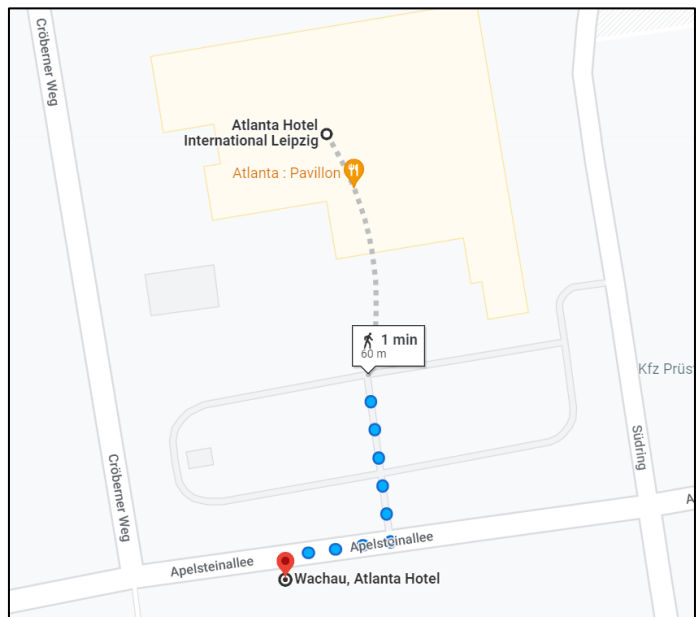 Cröberner Weg
Atlanta Hotel
International Leipzig
Atlanta : Pavillon
1 min
60 m
Kfz Prüs
Südring
Cröberner Weg
A
Apelsteinallee
Apelsteinallee
Wachau, Atlanta Hotel